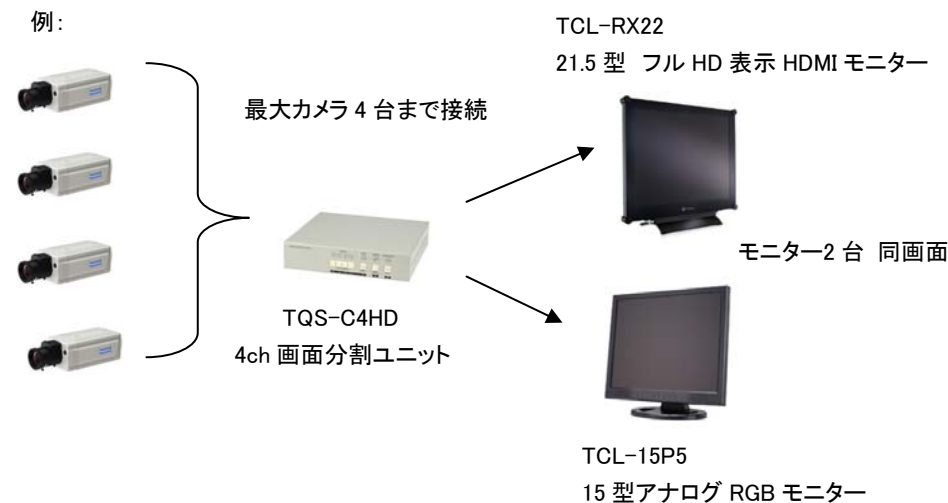 例：
TCL-RX22
21.5 型 フル HD 表示 HDMI モニター
最大カメラ 4 台まで接続
モニター2 台 同画面
TQS-C4HD
4ch 画面分割ユニット
TCL-15P5
15 型アナログ RGB モニター